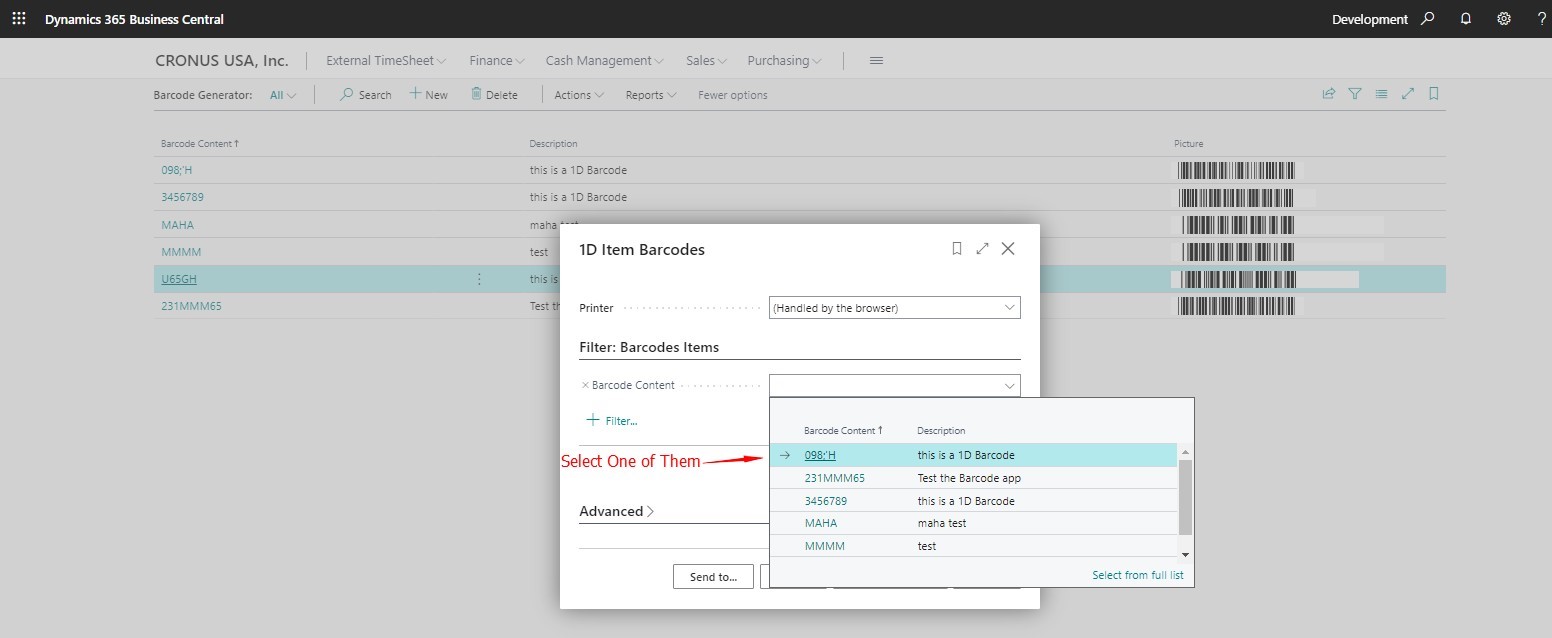 Dynamics 365 Business Central
Development
?
CRONUS USA, Inc. External TimeSheet Finance Cash Management Sales Purchasing
Barcode Generator: All Search New Delete Actions Reports Fewer options
Barcode Content ↑ Description Picture
098;'H this is a 1D Barcode
3456789 this is a 1D Barcode
MAHA maha test
MMMM test
U65GH this is
231MMM65 Test th
1D Item Barcodes
Printer (Handled by the browser)
Filter: Barcodes Items
× Barcode Content
+ Filter...
Barcode Content ↑ Description
Select One of Them
→ 098;'H this is a 1D Barcode
231MMM65 Test the Barcode app
3456789 this is a 1D Barcode
MAHA maha test
MMMM test
Select from full list
Advanced >
Send to...